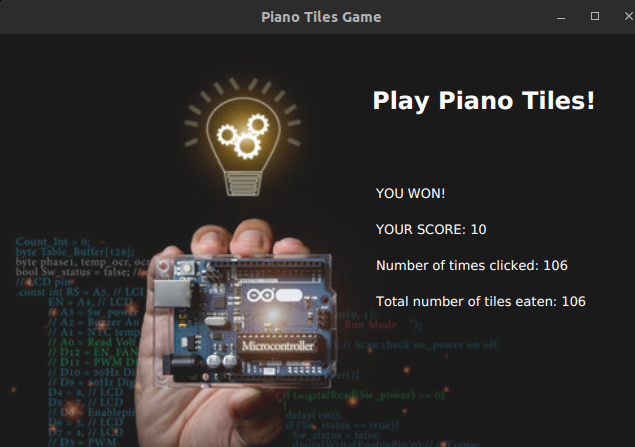 Piano Tiles Game
Play Piano Tiles!
YOU WON!
YOUR SCORE: 10
Number of times clicked: 106
Total number of tiles eaten: 106
Count_Int = 0;
byte Table_Buffer[128];
byte phase1, temp_ocr, ocr
bool Sw_status = false; //
// LCD pin
const int RS = A5, // LCD
EN = A4, // LCD
// A3 = Sw_power
// A2 = Buzzer
// A1 = NTC temp
// A0 = Read Volt
// D12 = EN_FAN
// D11 = PWM
// D10 = 50Hz
// D9 = 50Hz
D4 = 8, // LCD
D5 = 7, // LCD
// D6 = Enablepin
D6 = 5, // LCD
D7 = 4, // LCD
// D3 = PWM
Microcontroller
Run Mode ");
// Scan check sw_power on off
if (digitalRead(Sw_power) == 0)
delay(100);
if (Sw_status == true){
Sw_status = false;